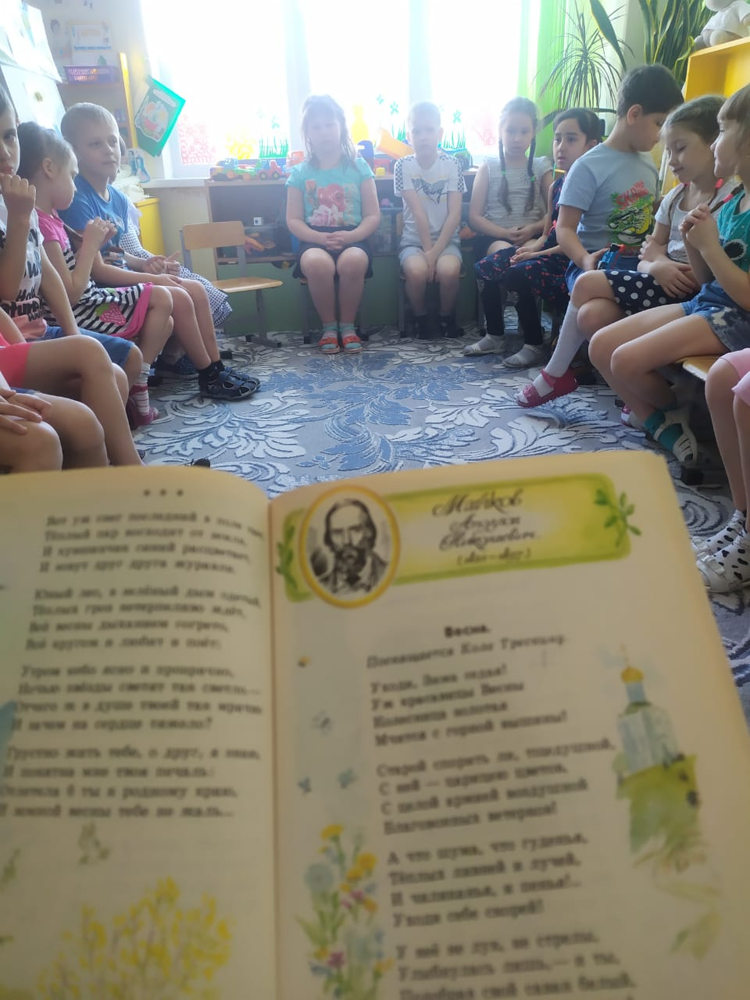 * * *
Вот уж снег последний в поле тает,
Тёплый пар восходит от земли,
И кувшинчик синий расцветает,
И зовут друг друга журавли.
Юный лес, в зелёный дым одетый,
Тёплых гроз нетерпеливо ждёт,
Всё весны дыханием согрето,
Всё кругом и любит и поёт;
Утром небо ясно и прозрачно,
Ночью звёзды светят так светло,—
Отчего ж в душе твоей так мрачно
И зачем на сердце тяжело?
Грустно жить тебе, о друг, я знаю,
И понятна мне твоя печаль:
Отлетела б ты к родному краю,
И земной весны тебе не жаль...
Майков
Аполлон
Николаевич
Весна.
Посвящается Коле Трескину.
Уходи, Зима седая!
Уж красавицы Весны
Колесница золотая
Мчится с горной вышины!
Старой спорить ли, тщедушной,
С ней — царицею цветов,
С целой армией воздушной
Благовонных ветерков!
А что шума, что гуденья,
Тёплых ливней и лучей,
И чиликанья, и пенья!..
Уходи себе скорей!
У неё не лук, не стрелы,
Улыбнулась лишь,— и ты,
Подобрав свой саван белый,